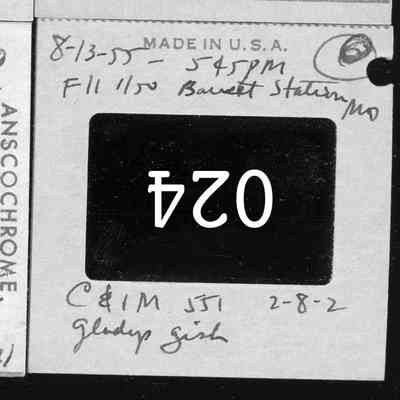 MADE IN U.S.A.
8-13-55 - 545PM 6
F11 1/50 Barrett Station, MO
024
C & IM 551 2-8-2
Gladys Gish
ANSCOCHROME,